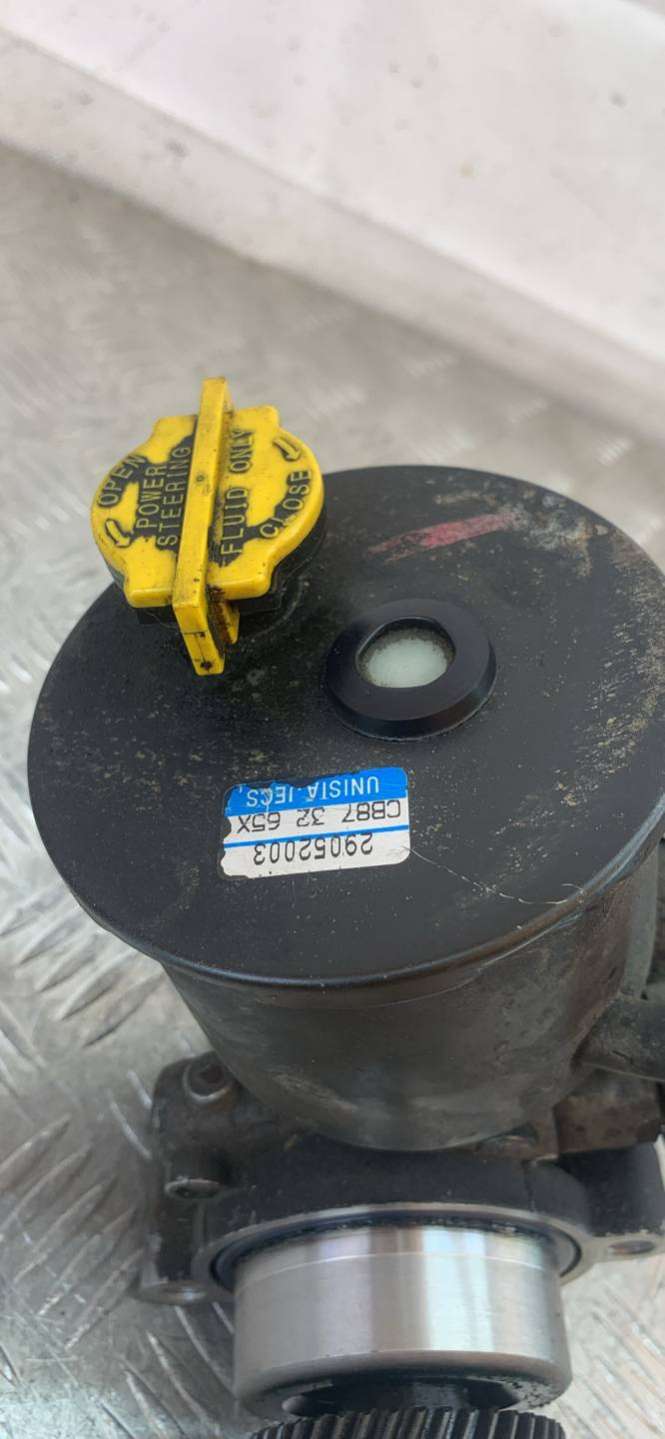 OPEN
POWER
STEERING
FLUID ONLY
CLOSE
29052003
CB87 32 65X
UNISIA JECS,